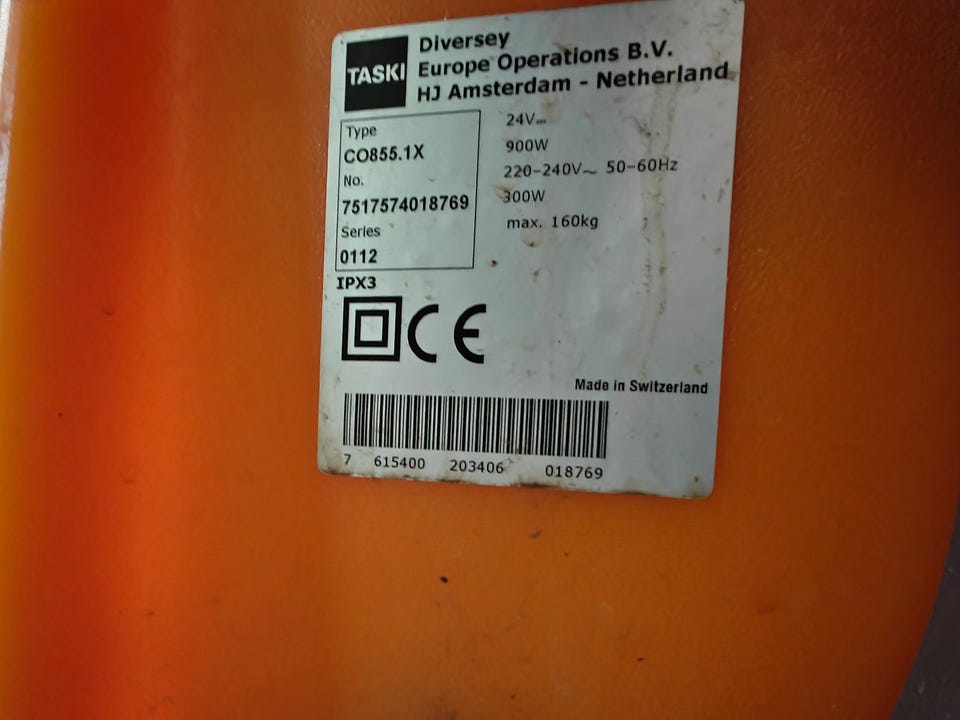 TASKI
Diversey
Europe Operations B.V.
HJ Amsterdam - Netherland
Type
CO855.1X
No.
7517574018769
Series
0112
24V⎓
900W
220-240V~ 50-60Hz
300W
max. 160kg
IPX3
CE
Made in Switzerland
7 615400 203406 018769